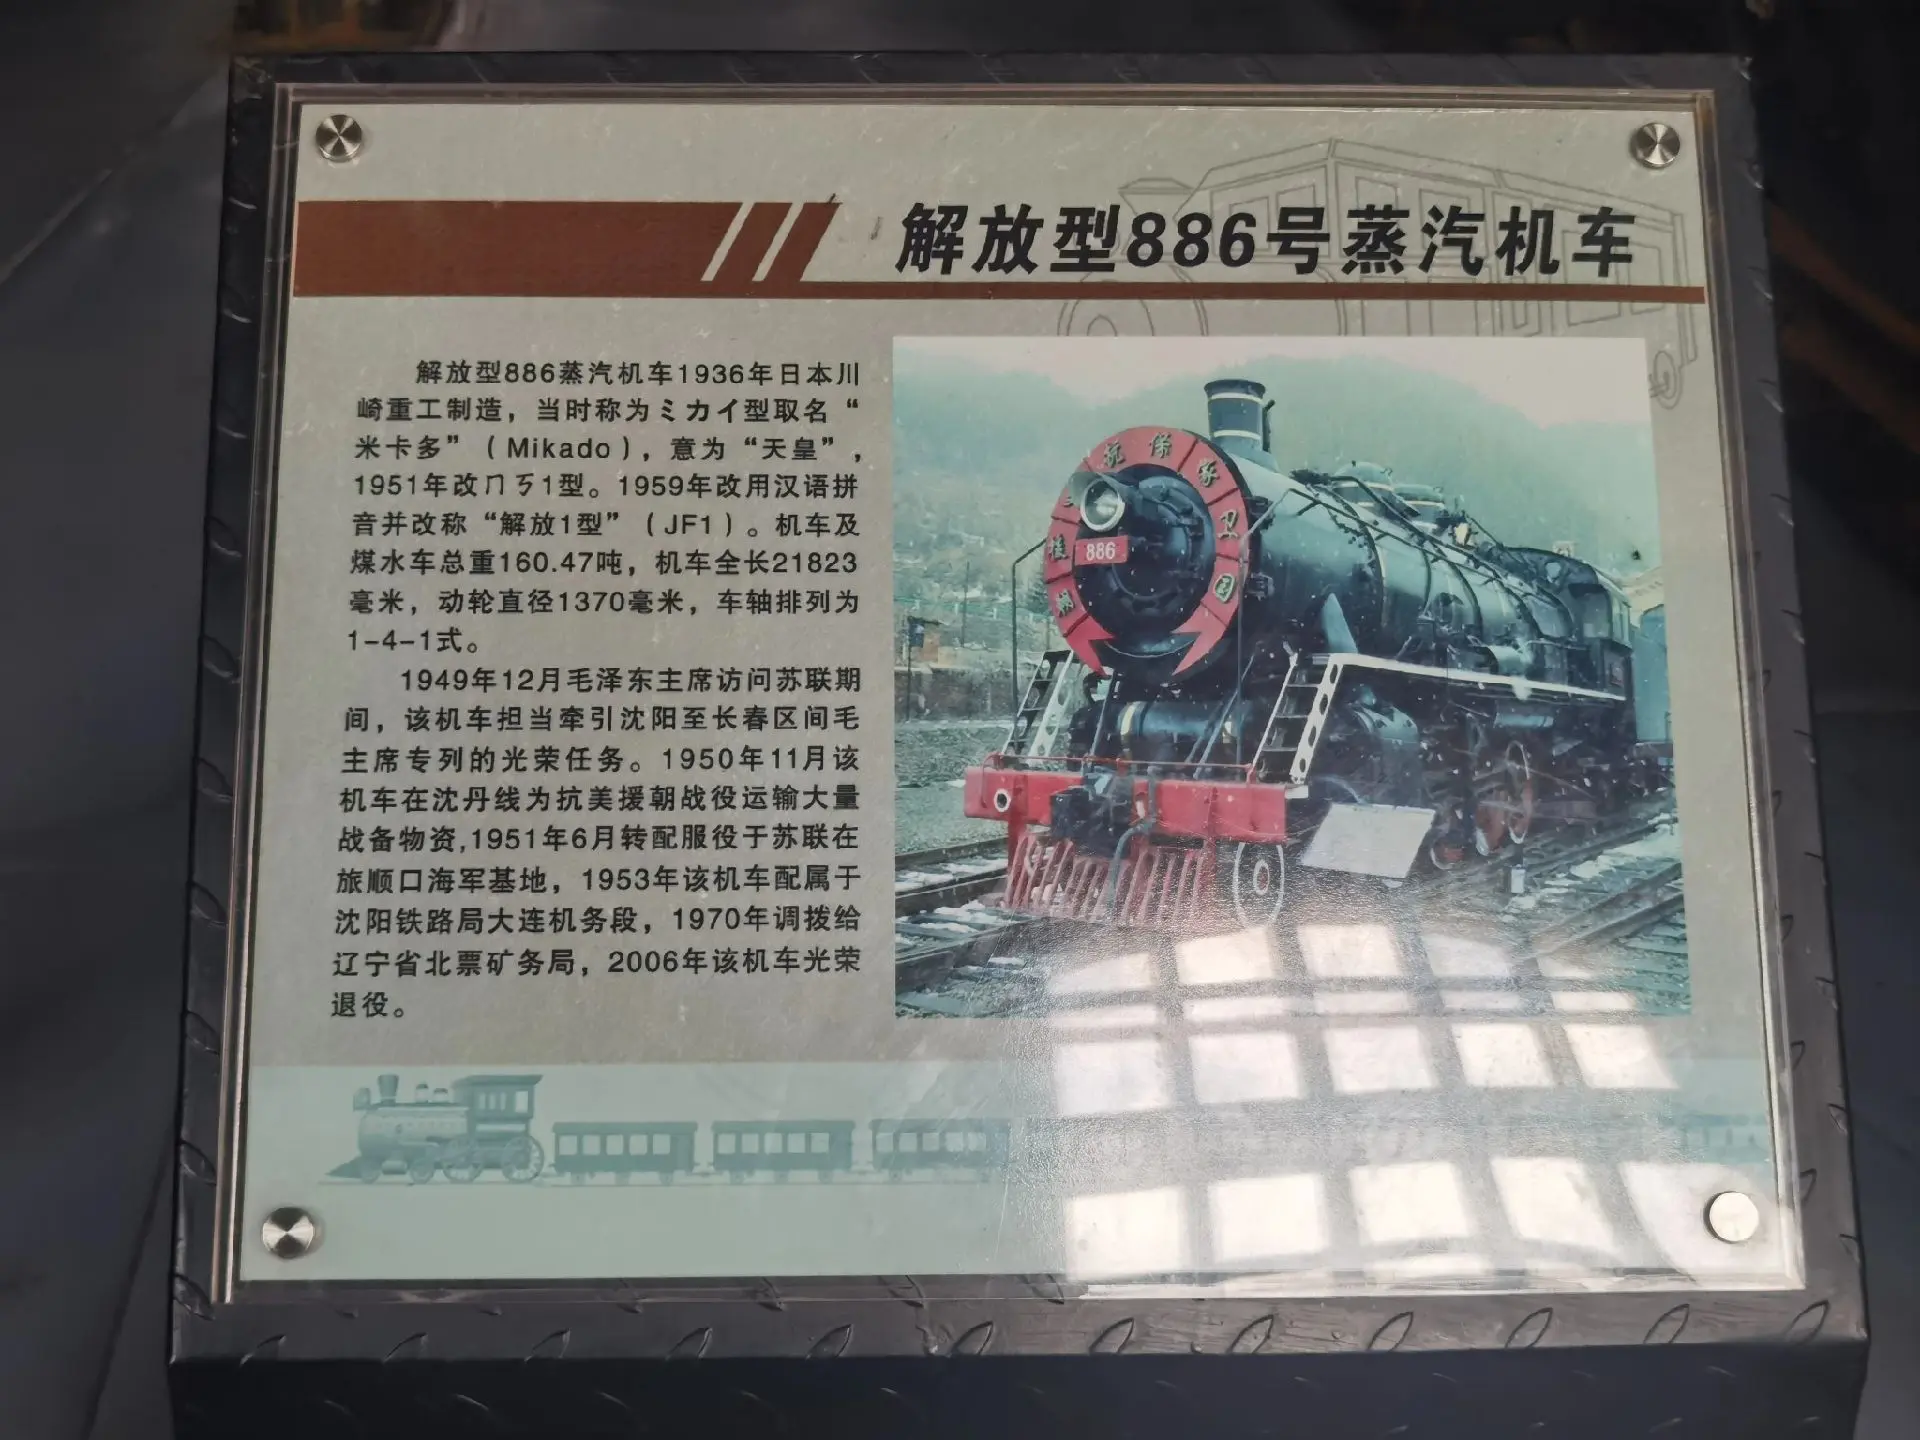 解放型886号蒸汽机车
解放型886蒸汽机车1936年日本川
崎重工制造，当时称为ミカイ型取名“
米卡多”（Mikado），意为“天皇”，
1951年改ㄇㄎ1型。1959年改用汉语拼
音并改称“解放1型”（JF1）。机车及
煤水车总重160.47吨，机车全长21823
毫米，动轮直径1370毫米，车轴排列为
1-4-1式。
1949年12月毛泽东主席访问苏联期
间，该机车担当牵引沈阳至长春区间毛
主席专列的光荣任务。1950年11月该
机车在沈丹线为抗美援朝战役运输大量
战备物资,1951年6月转配服役于苏联在
旅顺口海军基地，1953年该机车配属于
沈阳铁路局大连机务段，1970年调拨给
辽宁省北票矿务局，2006年该机车光荣
退役。
保家卫国
886